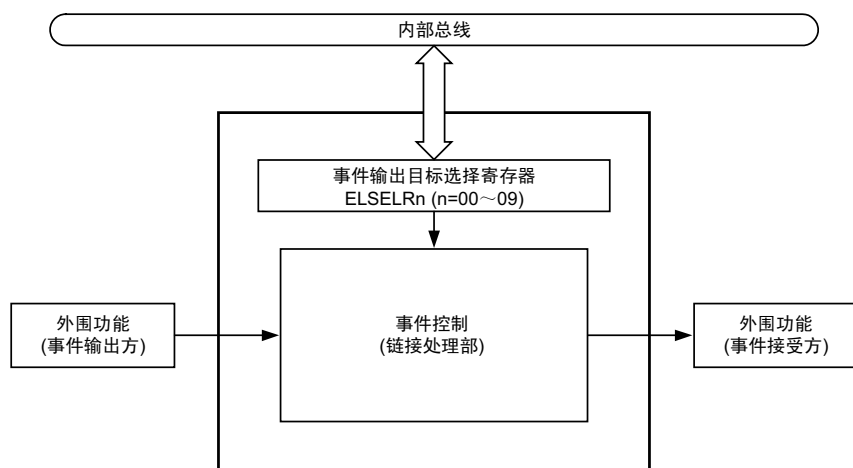 内部总线
事件输出目标选择寄存器
ELSELRn (n=00～09)
外围功能
(事件输出方)
事件控制
(链接处理部)
外围功能
(事件接受方)